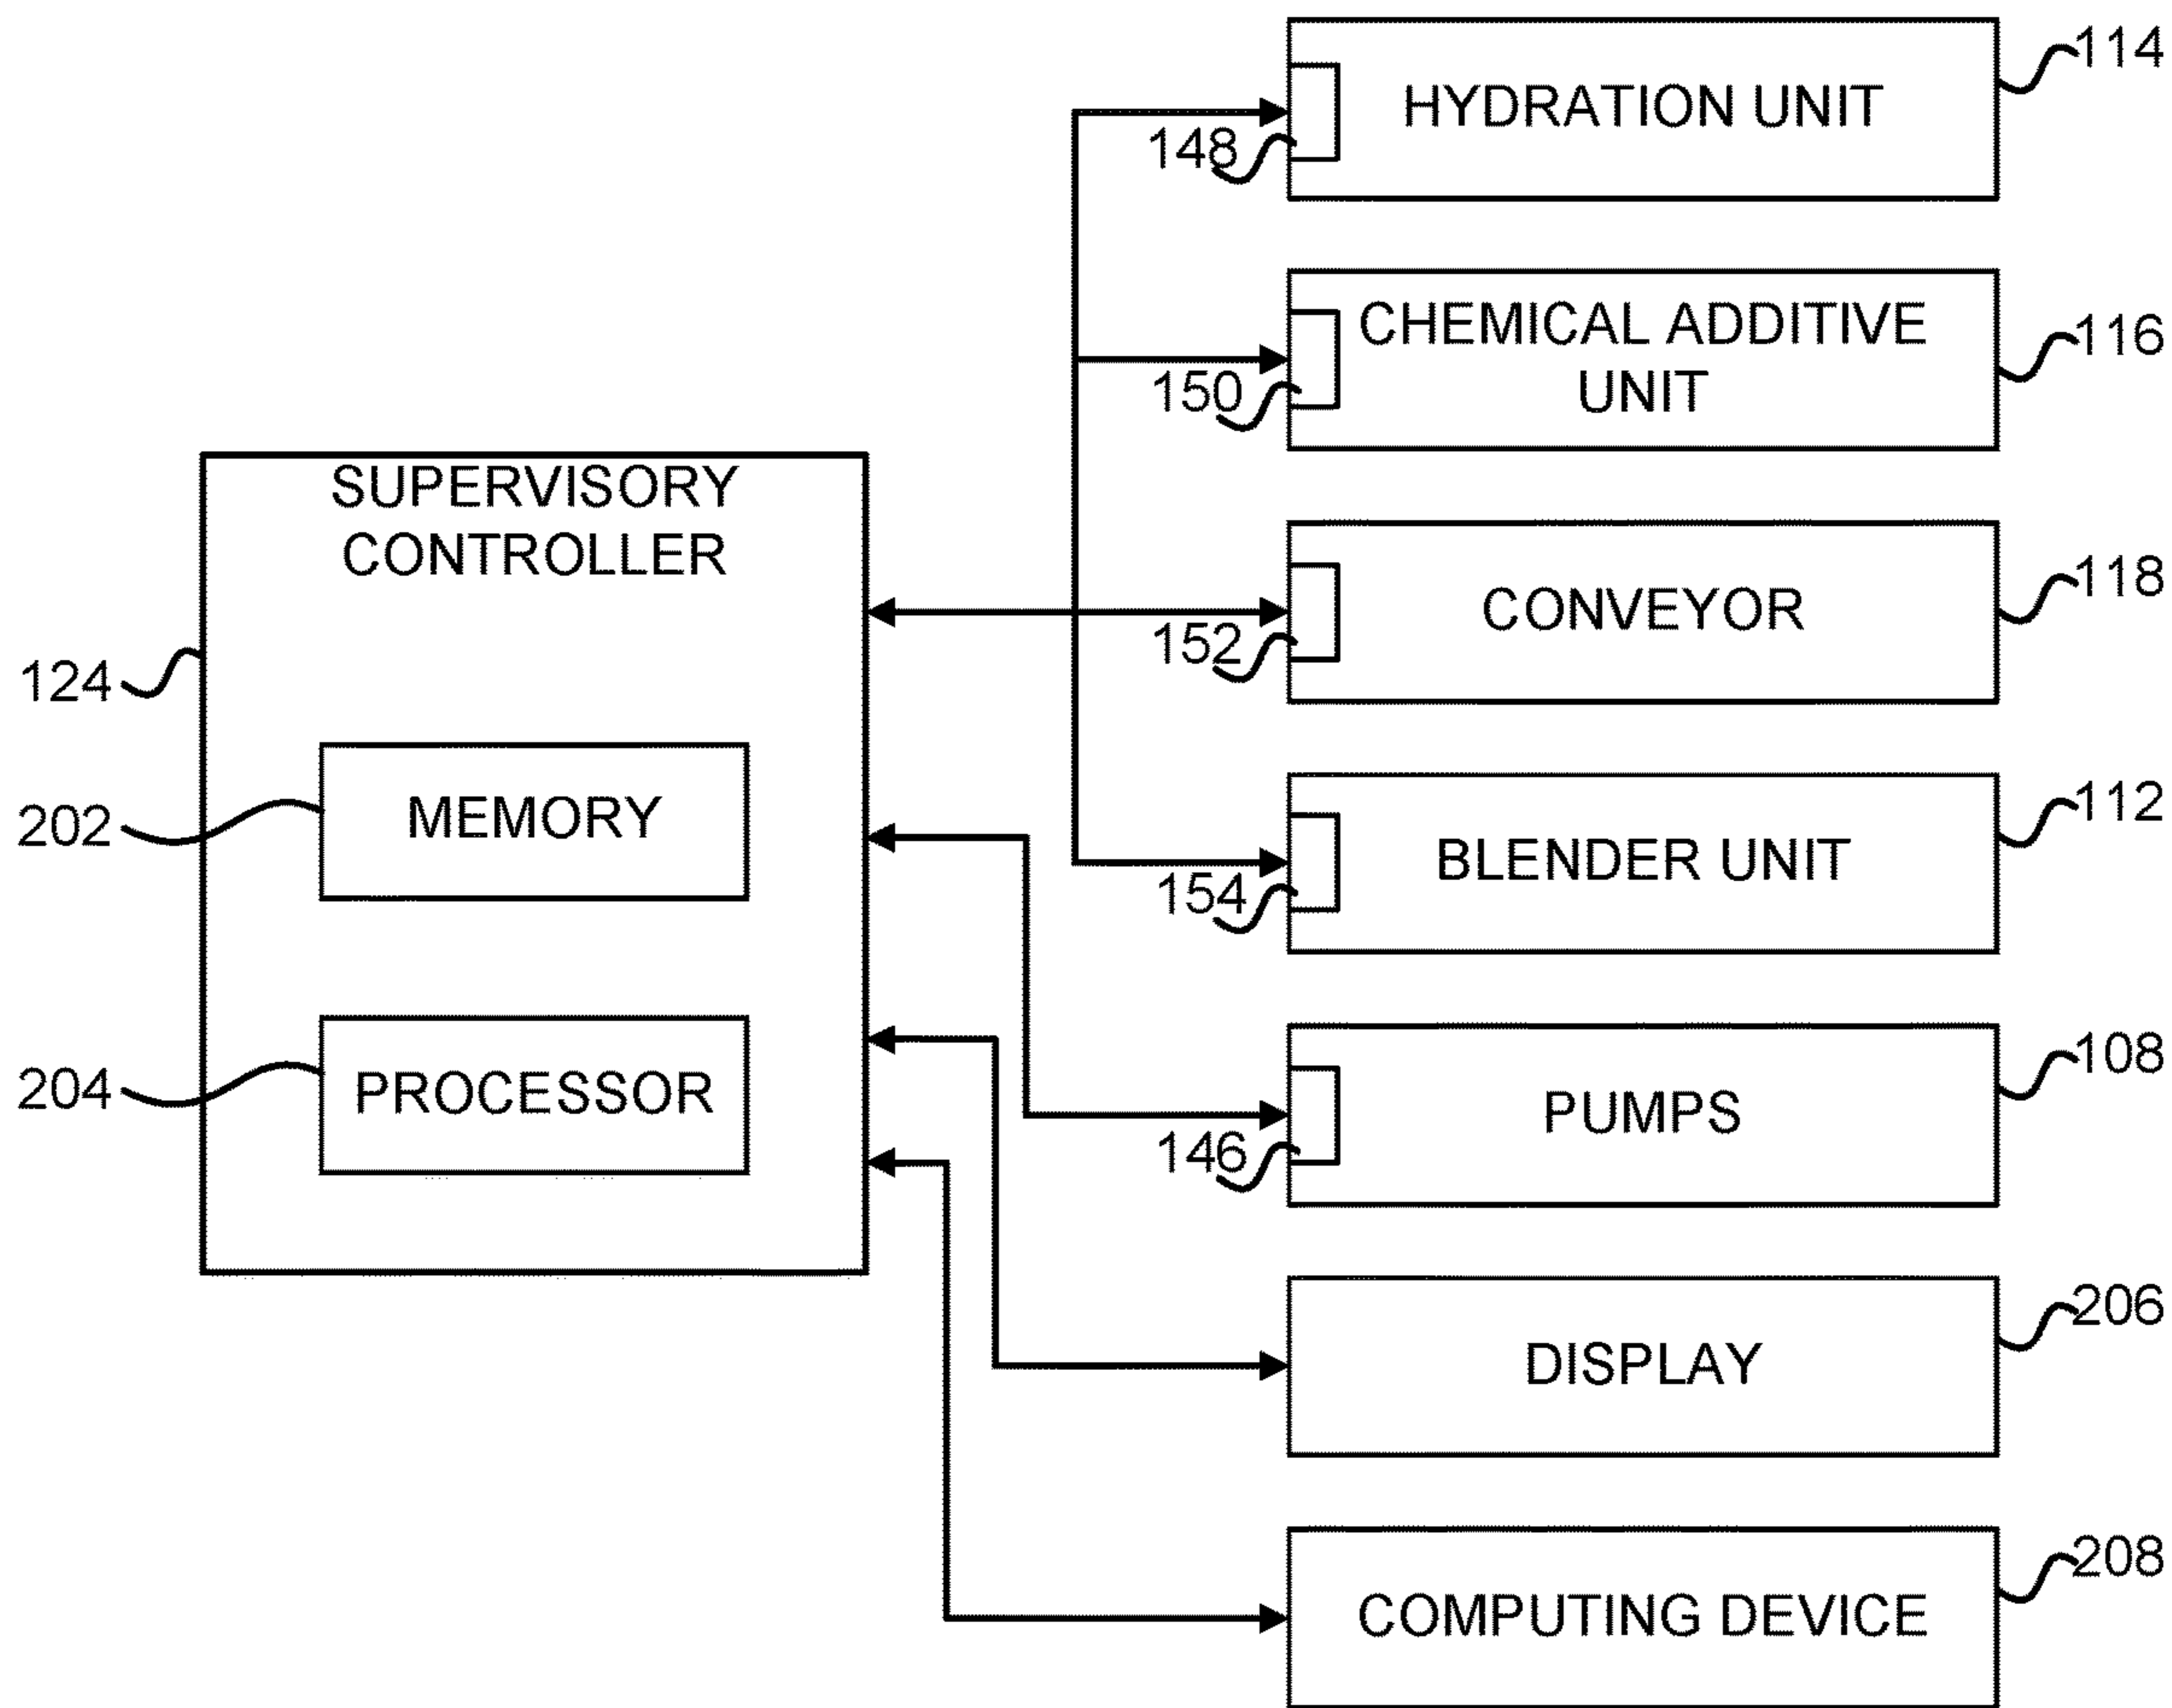 114
HYDRATION UNIT
148
CHEMICAL ADDITIVE
UNIT
116
150
SUPERVISORY
CONTROLLER
124
CONVEYOR
118
152
MEMORY
202
BLENDER UNIT
112
154
PROCESSOR
204
PUMPS
108
146
DISPLAY
206
COMPUTING DEVICE
208